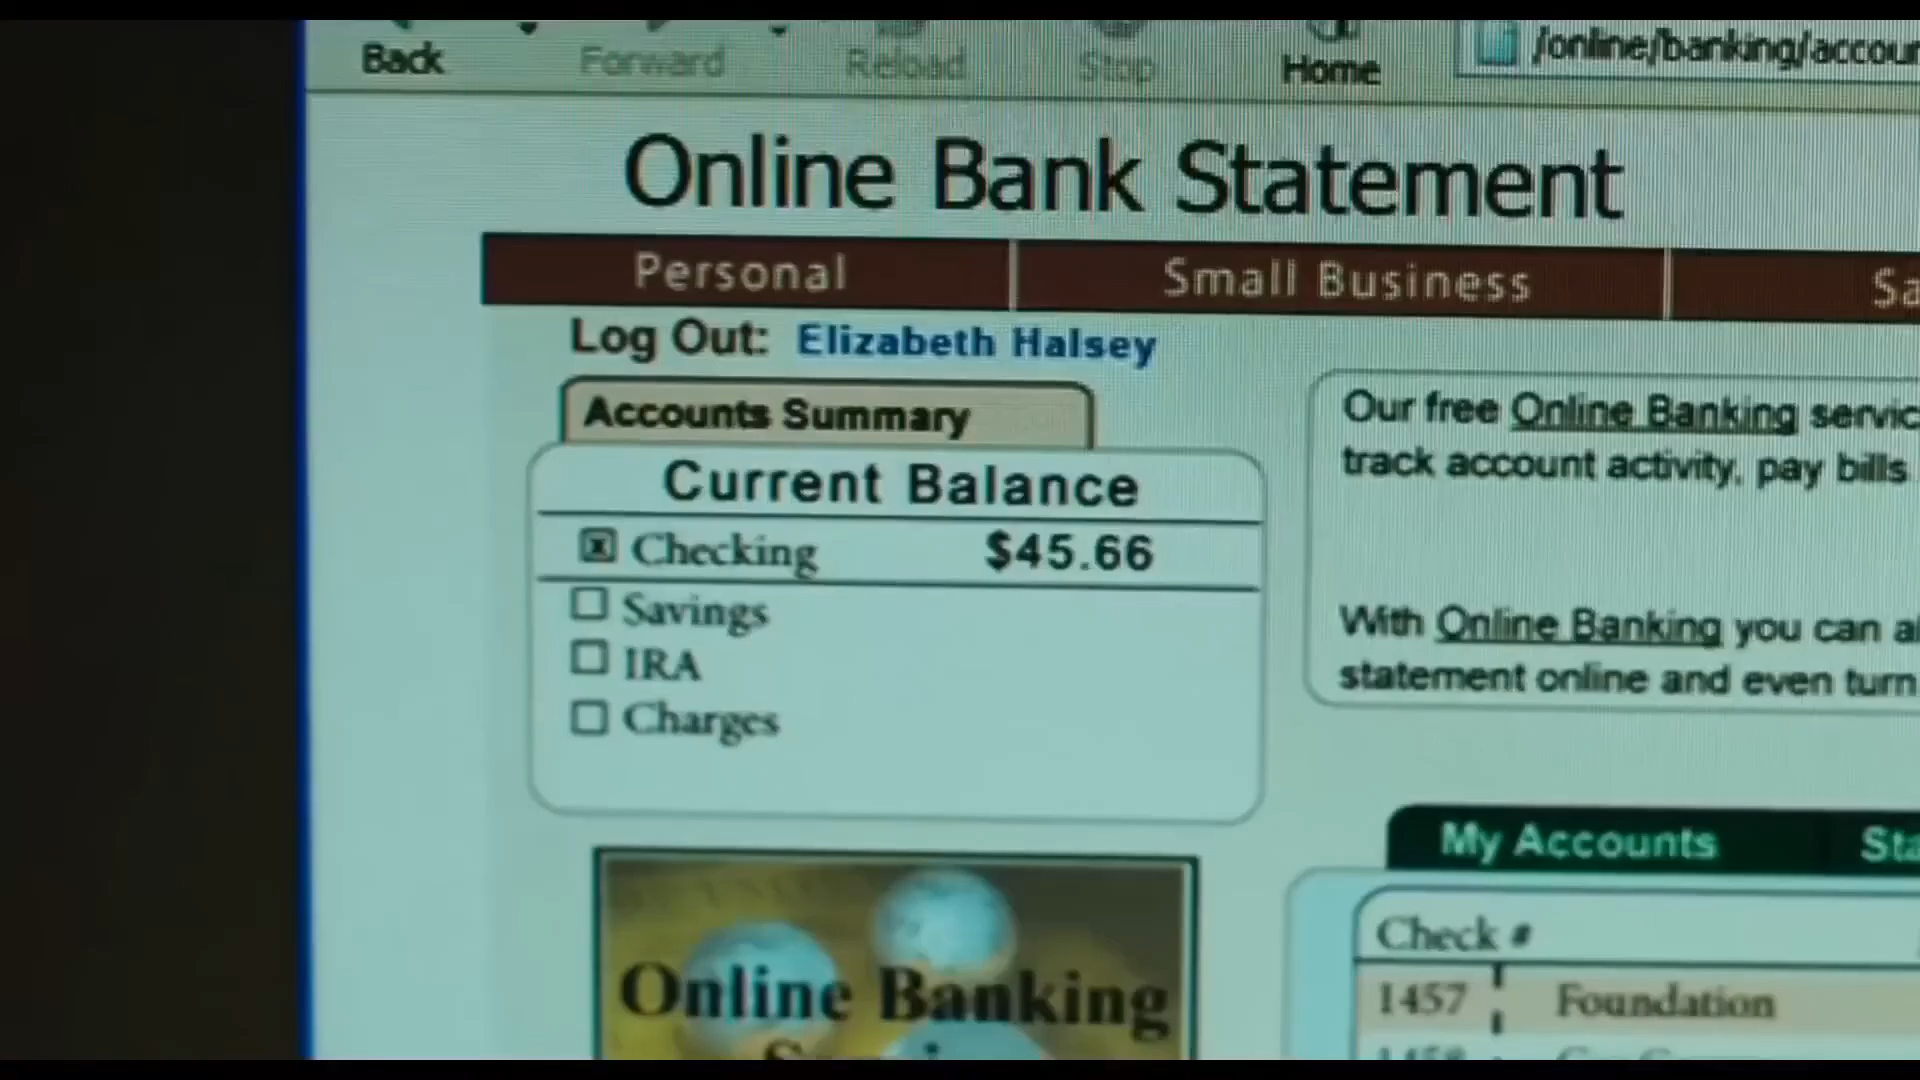 Back Forward Reload Stop Home /online/banking/accoun
Online Bank Statement
Personal Small Business Sa
Log Out: Elizabeth Halsey
Accounts Summary
Current Balance
Checking $45.66
Savings
IRA
Charges
Our free Online Banking servic
track account activity, pay bills
With Online Banking you can al
statement online and even turn
My Accounts Sta
Check #
1457 Foundation
Online Banking